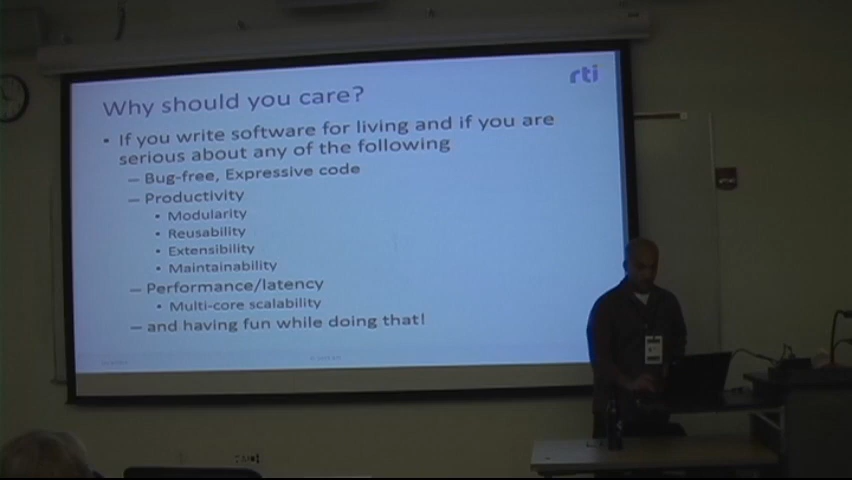 rti
Why should you care?
• If you write software for living and if you are
serious about any of the following
– Bug-free, Expressive code
– Productivity
• Modularity
• Reusability
• Extensibility
• Maintainability
– Performance/latency
• Multi-core scalability
– and having fun while doing that!